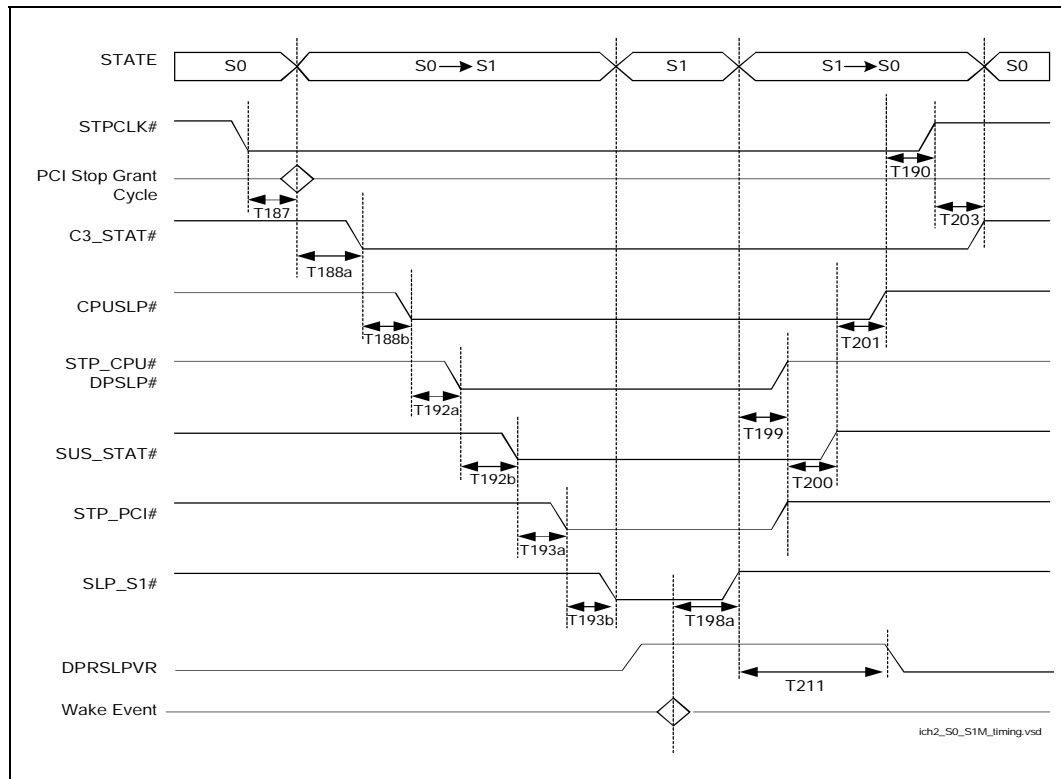 STATE
S0
S0 → S1
S1
S1 → S0
S0
STPCLK#
T190
PCI Stop Grant
Cycle
T187
T203
C3_STAT#
T188a
CPUSLP#
T188b
T201
STP_CPU#
DPSLP#
T192a
T199
SUS_STAT#
T192b
T200
STP_PCI#
T193a
SLP_S1#
T193b
T198a
DPRSLPVR
T211
Wake Event
ich2_S0_S1M_timing.vsd